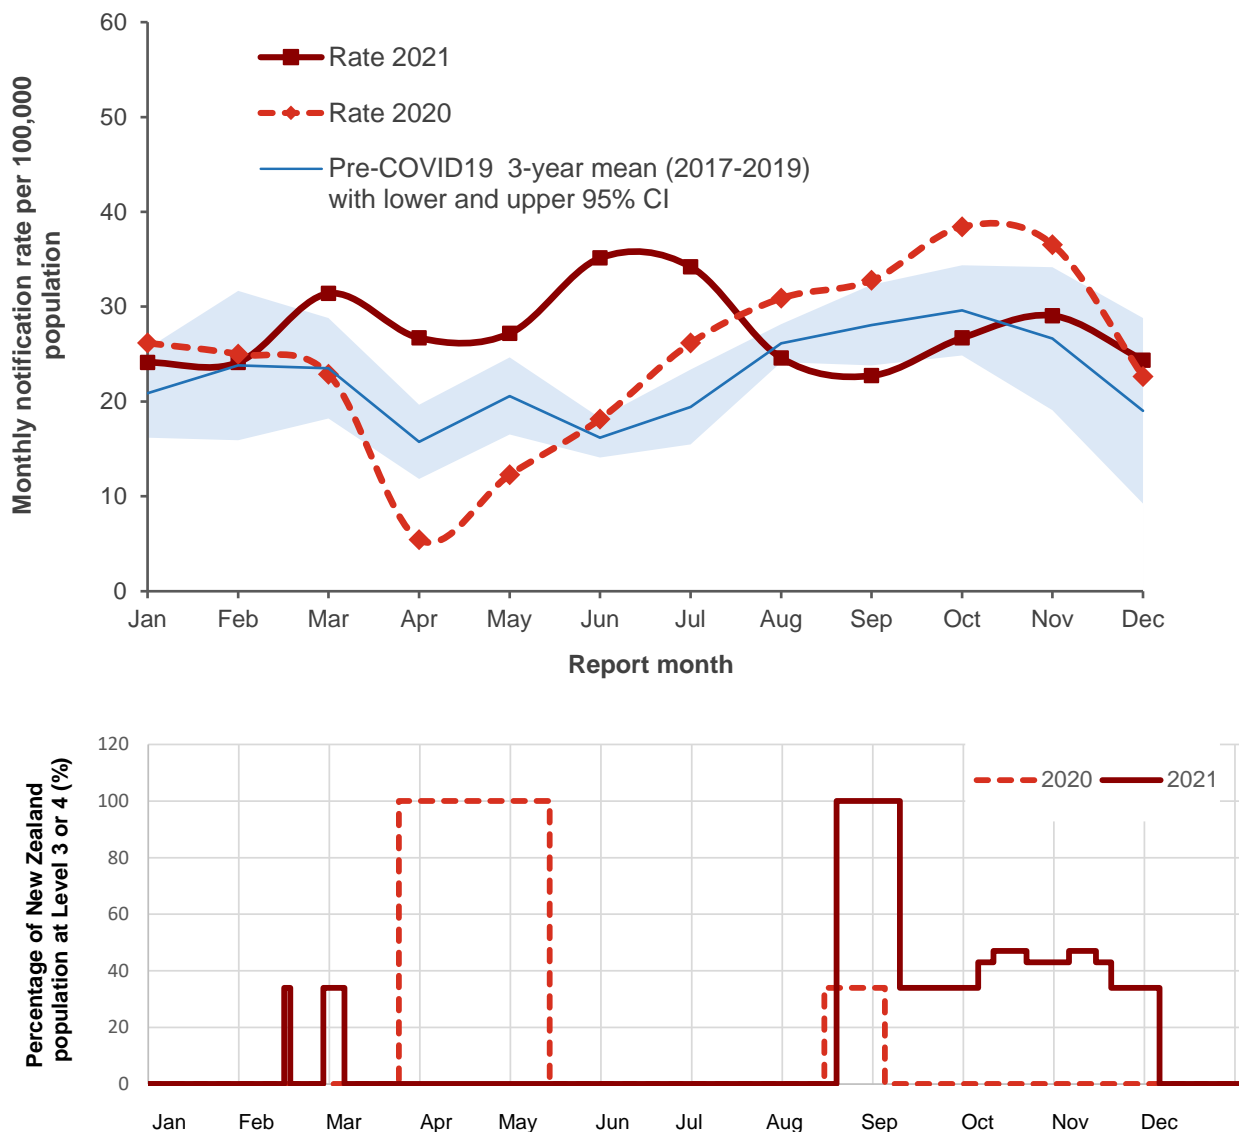 60
50
40
30
20
10
0
Monthly notification rate per 100,000
population
Rate 2021
Rate 2020
Pre-COVID19  3-year mean (2017-2019)
with lower and upper 95% CI
Jan Feb Mar Apr May Jun Jul Aug Sep Oct Nov Dec
Report month
120
100
80
60
40
20
0
Percentage of New Zealand
population at Level 3 or 4 (%)
2020 2021
Jan Feb Mar Apr May Jun Jul Aug Sep Oct Nov Dec